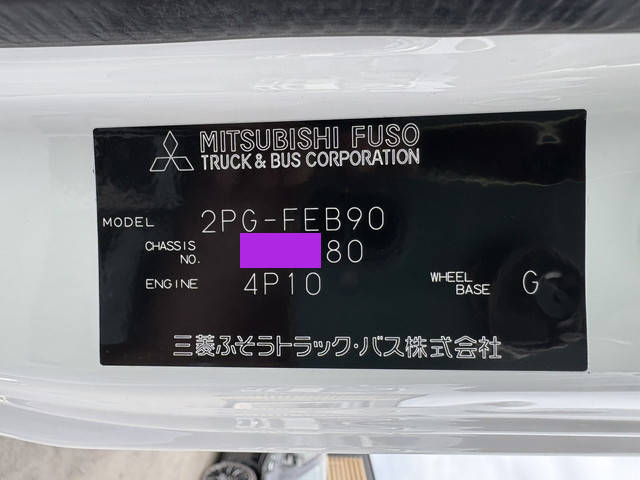 MITSUBISHI FUSO
TRUCK & BUS CORPORATION
MODEL 2PG-FEB90
CHASSIS NO. 80
ENGINE 4P10 WHEEL BASE G
三菱ふそうトラック・バス株式会社